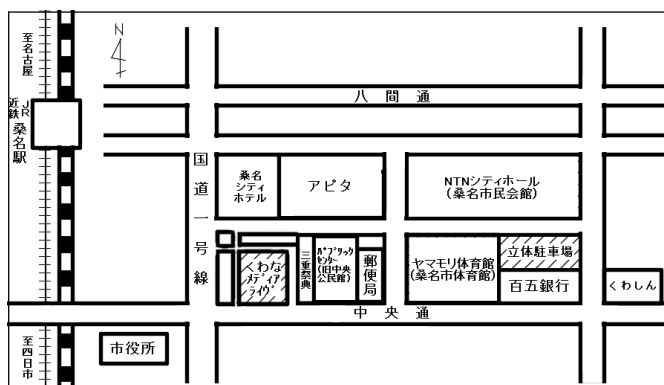 至名古屋
N
近鉄
JR
桑名駅
八間通
国道一号線
桑名
シティ
ホテル
アピタ
NTNシティホール
(桑名市民会館)
くわな
メディア
ライヴ
三重祭典
パブリック
センター
(旧中央
公民館)
郵便局
ヤマモリ体育館
(桑名市体育館)
立体駐車場
百五銀行
くわしん
中央通
至四日市
市役所